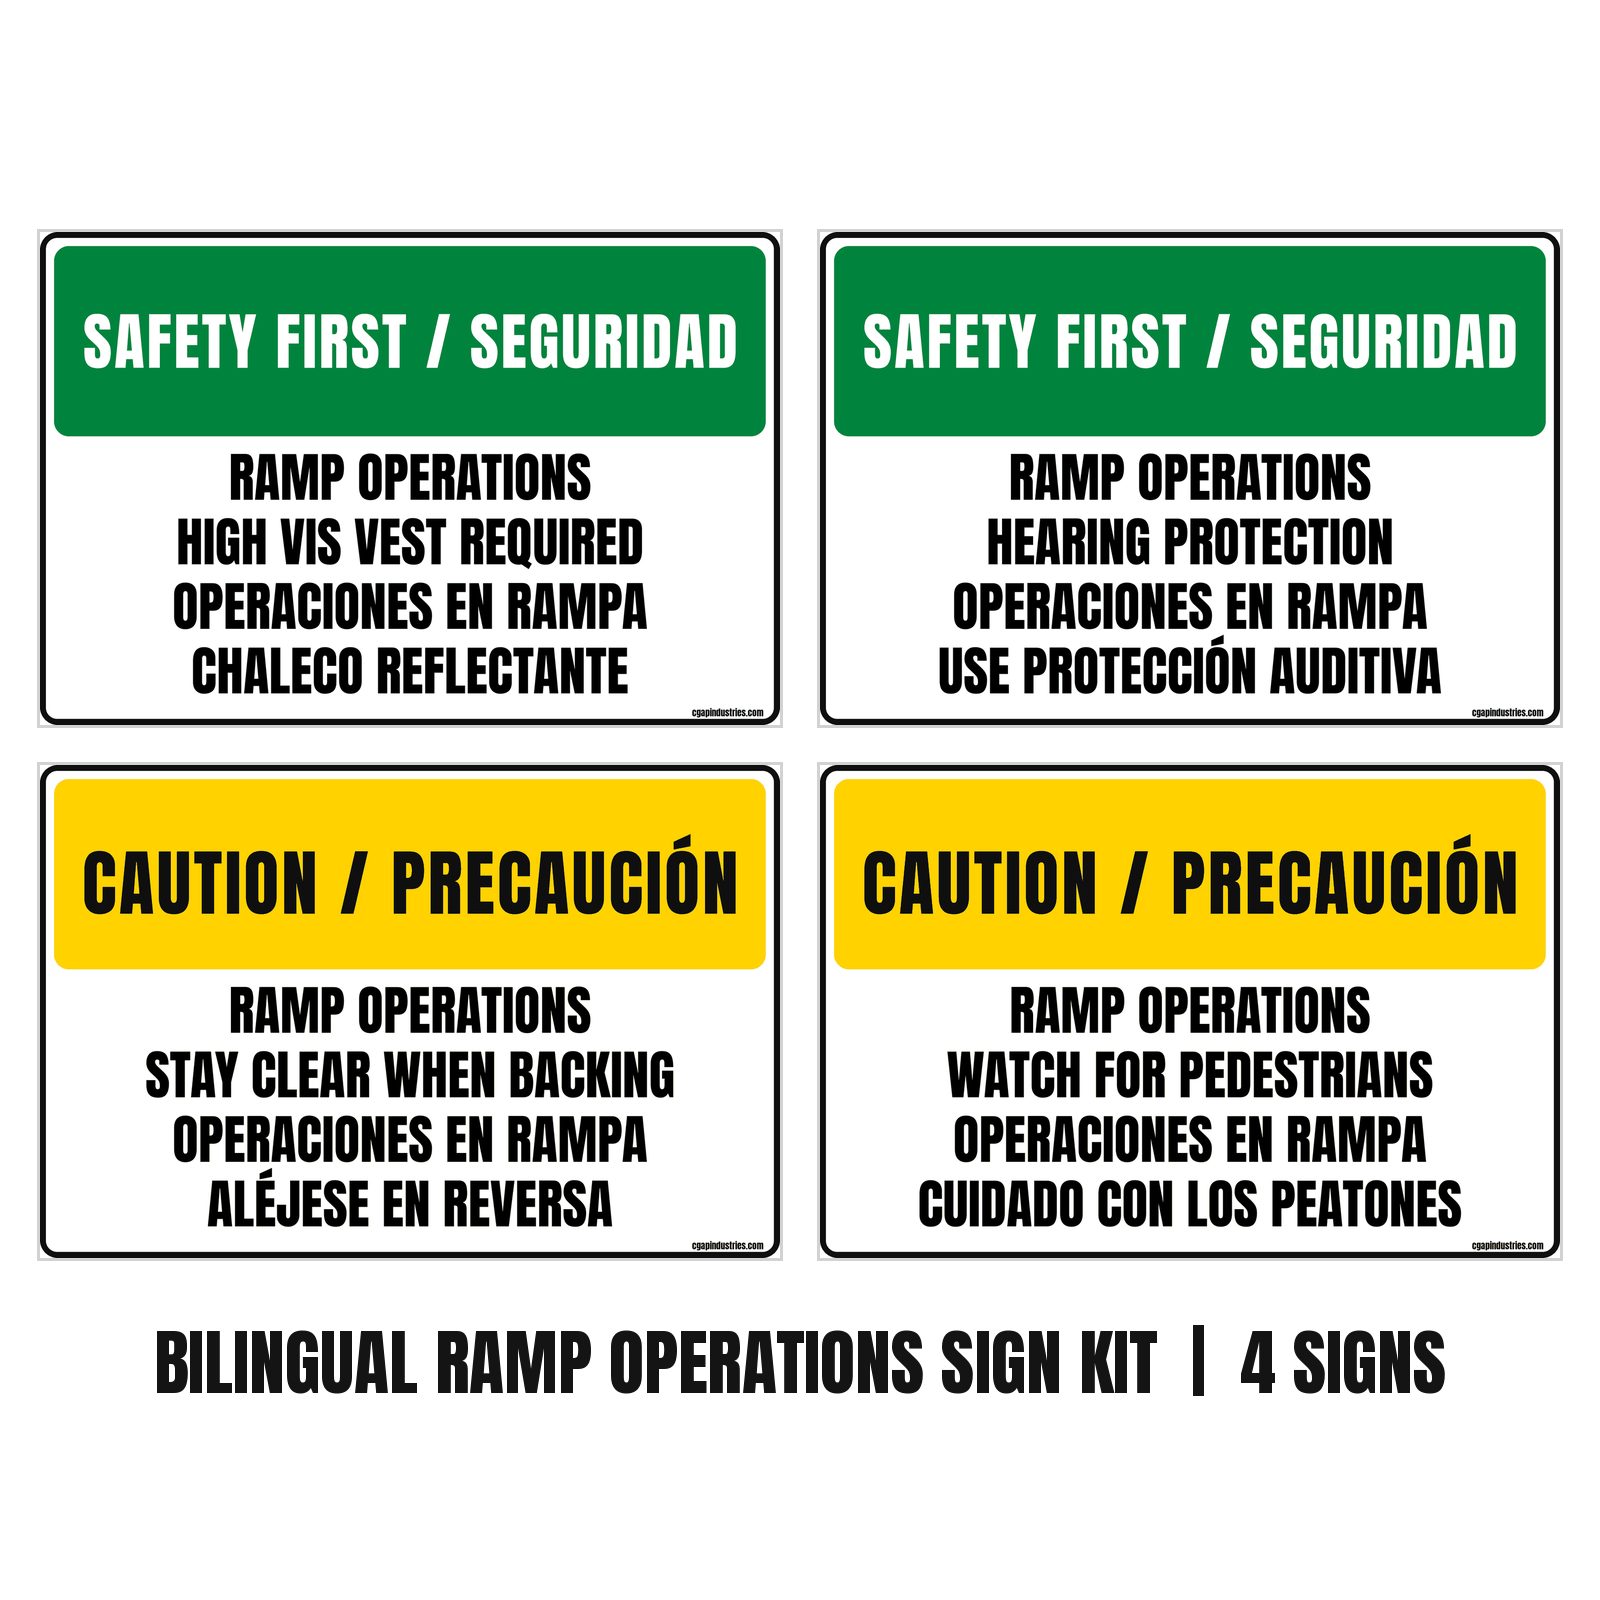 SAFETY FIRST / SEGURIDAD
RAMP OPERATIONS
HIGH VIS VEST REQUIRED
OPERACIONES EN RAMPA
CHALECO REFLECTANTE
cgapindustries.com
SAFETY FIRST / SEGURIDAD
RAMP OPERATIONS
HEARING PROTECTION
OPERACIONES EN RAMPA
USE PROTECCIÓN AUDITIVA
cgapindustries.com
CAUTION / PRECAUCIÓN
RAMP OPERATIONS
STAY CLEAR WHEN BACKING
OPERACIONES EN RAMPA
ALÉJESE EN REVERSA
cgapindustries.com
CAUTION / PRECAUCIÓN
RAMP OPERATIONS
WATCH FOR PEDESTRIANS
OPERACIONES EN RAMPA
CUIDADO CON LOS PEATONES
cgapindustries.com
BILINGUAL RAMP OPERATIONS SIGN KIT | 4 SIGNS